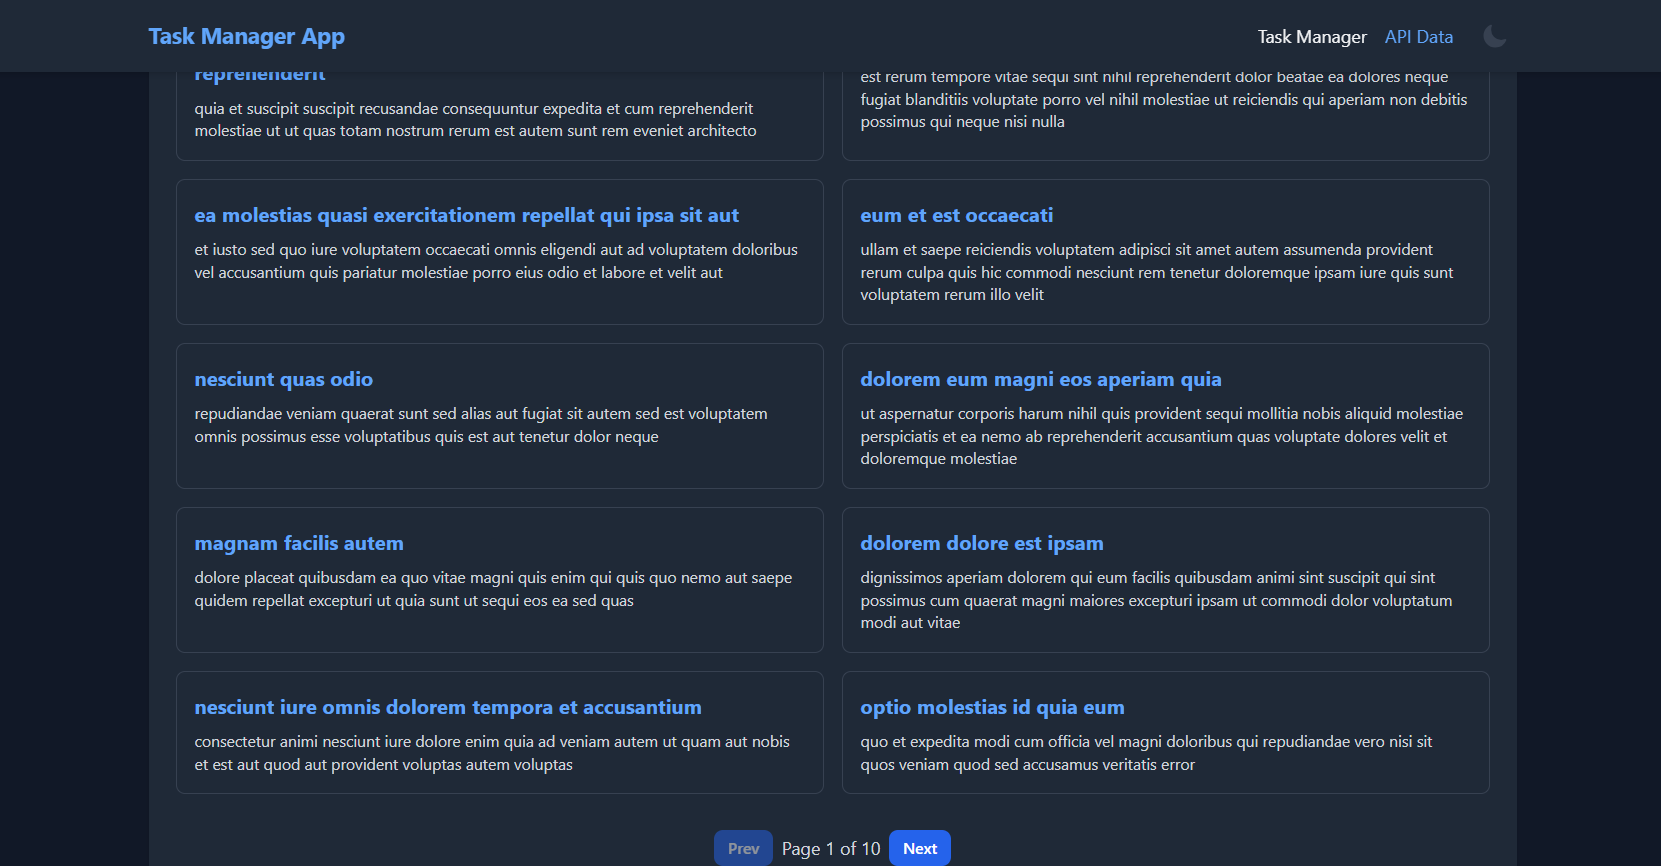 Task Manager App
Task Manager
API Data
reprehenderit
quia et suscipit suscipit recusandae consequuntur expedita et cum reprehenderit
molestiae ut ut quas totam nostrum rerum est autem sunt rem eveniet architecto
est rerum tempore vitae sequi sint nihil reprehenderit dolor beatae ea dolores neque
fugiat blanditiis voluptate porro vel nihil molestiae ut reiciendis qui aperiam non debitis
possimus qui neque nisi nulla
ea molestias quasi exercitationem repellat qui ipsa sit aut
et iusto sed quo iure voluptatem occaecati omnis eligendi aut ad voluptatem doloribus
vel accusantium quis pariatur molestiae porro eius odio et labore et velit aut
eum et est occaecati
ullam et saepe reiciendis voluptatem adipisci sit amet autem assumenda provident
rerum culpa quis hic commodi nesciunt rem tenetur doloremque ipsam iure quis sunt
voluptatem rerum illo velit
nesciunt quas odio
repudiandae veniam quaerat sunt sed alias aut fugiat sit autem sed est voluptatem
omnis possimus esse voluptatibus quis est aut tenetur dolor neque
dolorem eum magni eos aperiam quia
ut aspernatur corporis harum nihil quis provident sequi mollitia nobis aliquid molestiae
perspiciatis et ea nemo ab reprehenderit accusantium quas voluptate dolores velit et
doloremque molestiae
magnam facilis autem
dolore placeat quibusdam ea quo vitae magni quis enim qui quis quo nemo aut saepe
quidem repellat excepturi ut quia sunt ut sequi eos ea sed quas
dolorem dolore est ipsam
dignissimos aperiam dolorem qui eum facilis quibusdam animi sint suscipit qui sint
possimus cum quaerat magni maiores excepturi ipsam ut commodi dolor voluptatum
modi aut vitae
nesciunt iure omnis dolorem tempora et accusantium
consectetur animi nesciunt iure dolore enim quia ad veniam autem ut quam aut nobis
et est aut quod aut provident voluptas autem voluptas
optio molestias id quia eum
quo et expedita modi cum officia vel magni doloribus qui repudiandae vero nisi sit
quos veniam quod sed accusamus veritatis error
Prev
Page 1 of 10
Next